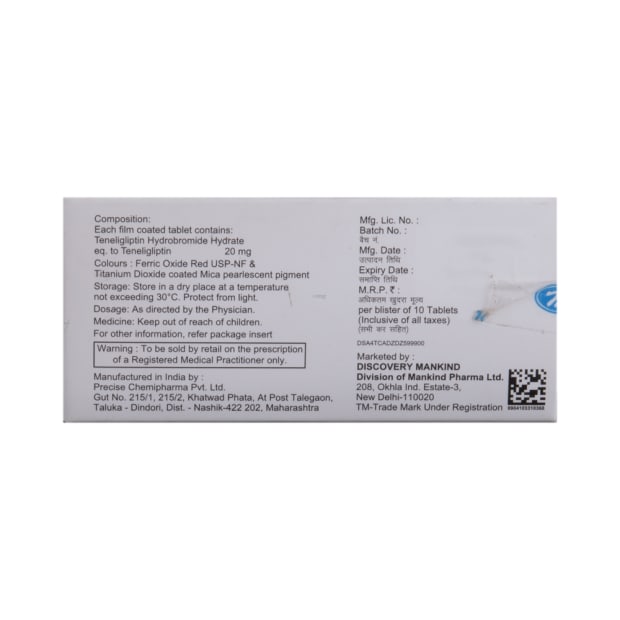 Composition:
Each film coated tablet contains:
Teneligliptin Hydrobromide Hydrate
eq. to Teneligliptin 20 mg
Colours : Ferric Oxide Red USP-NF &
Titanium Dioxide coated Mica pearlescent pigment
Storage: Store in a dry place at a temperature
not exceeding 30°C. Protect from light.
Dosage: As directed by the Physician.
Medicine: Keep out of reach of children.
For other information, refer package insert
Warning : To be sold by retail on the prescription
of a Registered Medical Practitioner only.
Manufactured in India by :
Precise Chemipharma Pvt. Ltd.
Gut No. 215/1, 215/2, Khatwad Phata, At Post Talegaon,
Taluka - Dindori, Dist. - Nashik-422 202, Maharashtra
Mfg. Lic. No. :
Batch No. :
बैच नं.
Mfg. Date :
उत्पादन तिथि
Expiry Date :
समाप्ति तिथि
M.R.P. ₹ :
अधिकतम खुदरा मूल्य
per blister of 10 Tablets
(Inclusive of all taxes)
(सभी कर सहित)
DSA4TCADZDZS99900
Marketed by :
DISCOVERY MANKIND
Division of Mankind Pharma Ltd.
208, Okhla Ind. Estate-3,
New Delhi-110020
TM-Trade Mark Under Registration